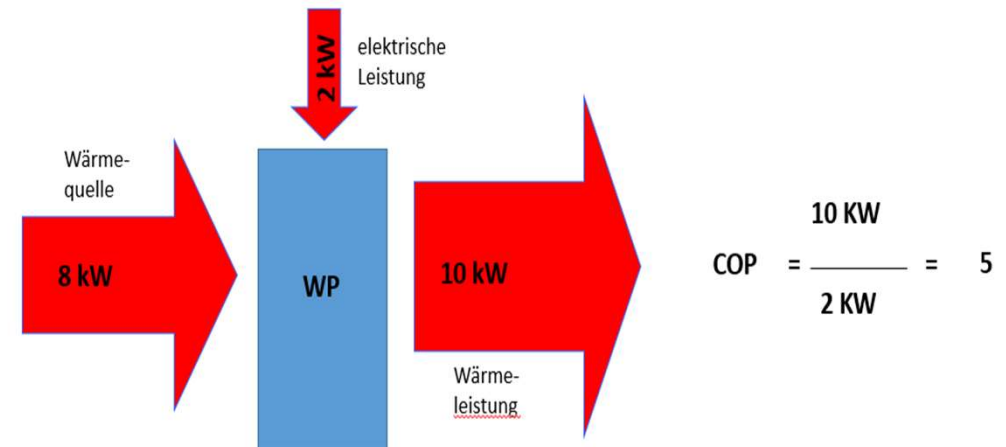 2 kW
elektrische
Leistung
Wärme-
quelle
8 kW
WP
10 kW
Wärme-
leistung
10 KW
COP = ______ = 5
2 KW